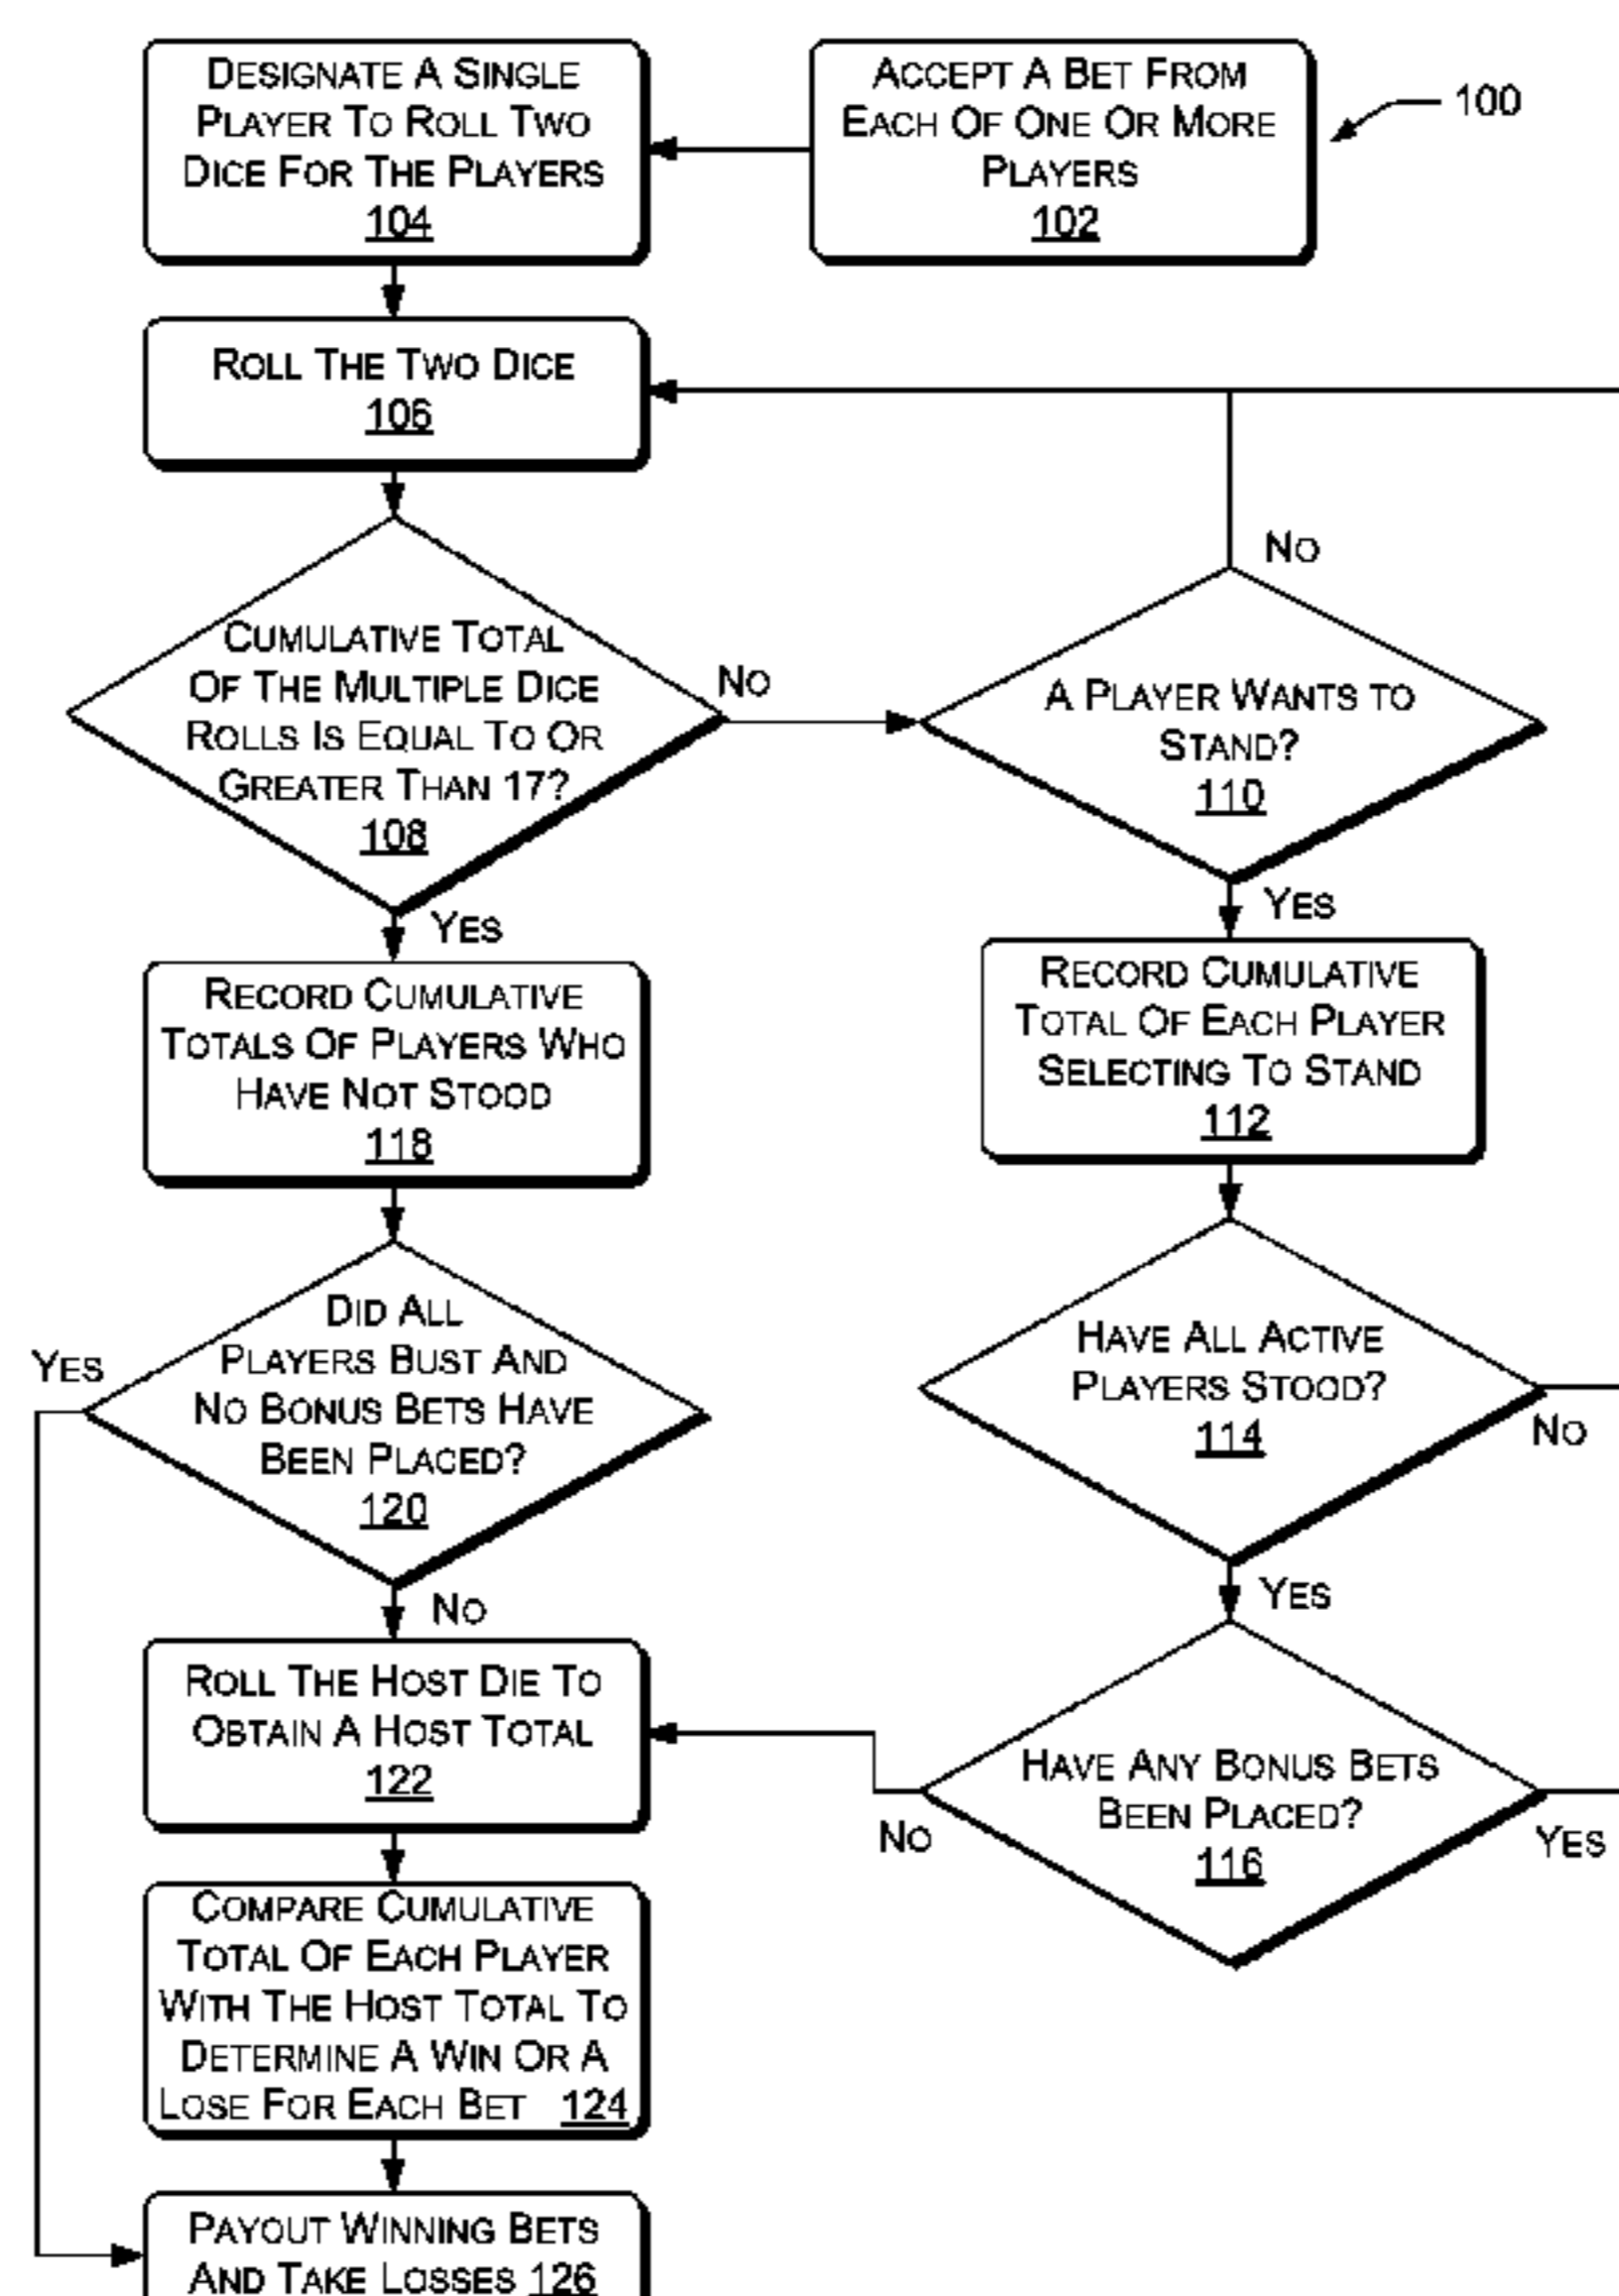 ACCEPT A BET FROM
EACH OF ONE OR MORE
PLAYERS
102
100
DESIGNATE A SINGLE
PLAYER TO ROLL TWO
DICE FOR THE PLAYERS
104
ROLL THE TWO DICE
106
CUMULATIVE TOTAL
OF THE MULTIPLE DICE
ROLLS IS EQUAL TO OR
GREATER THAN 17?
108
NO
YES
A PLAYER WANTS TO
STAND?
110
NO
YES
RECORD CUMULATIVE
TOTAL OF EACH PLAYER
SELECTING TO STAND
112
HAVE ALL ACTIVE
PLAYERS STOOD?
114
NO
YES
HAVE ANY BONUS BETS
BEEN PLACED?
116
NO
YES
RECORD CUMULATIVE
TOTALS OF PLAYERS WHO
HAVE NOT STOOD
118
DID ALL
PLAYERS BUST AND
NO BONUS BETS HAVE
BEEN PLACED?
120
YES
NO
ROLL THE HOST DIE TO
OBTAIN A HOST TOTAL
122
COMPARE CUMULATIVE
TOTAL OF EACH PLAYER
WITH THE HOST TOTAL TO
DETERMINE A WIN OR A
LOSE FOR EACH BET 124
PAYOUT WINNING BETS
AND TAKE LOSSES 126